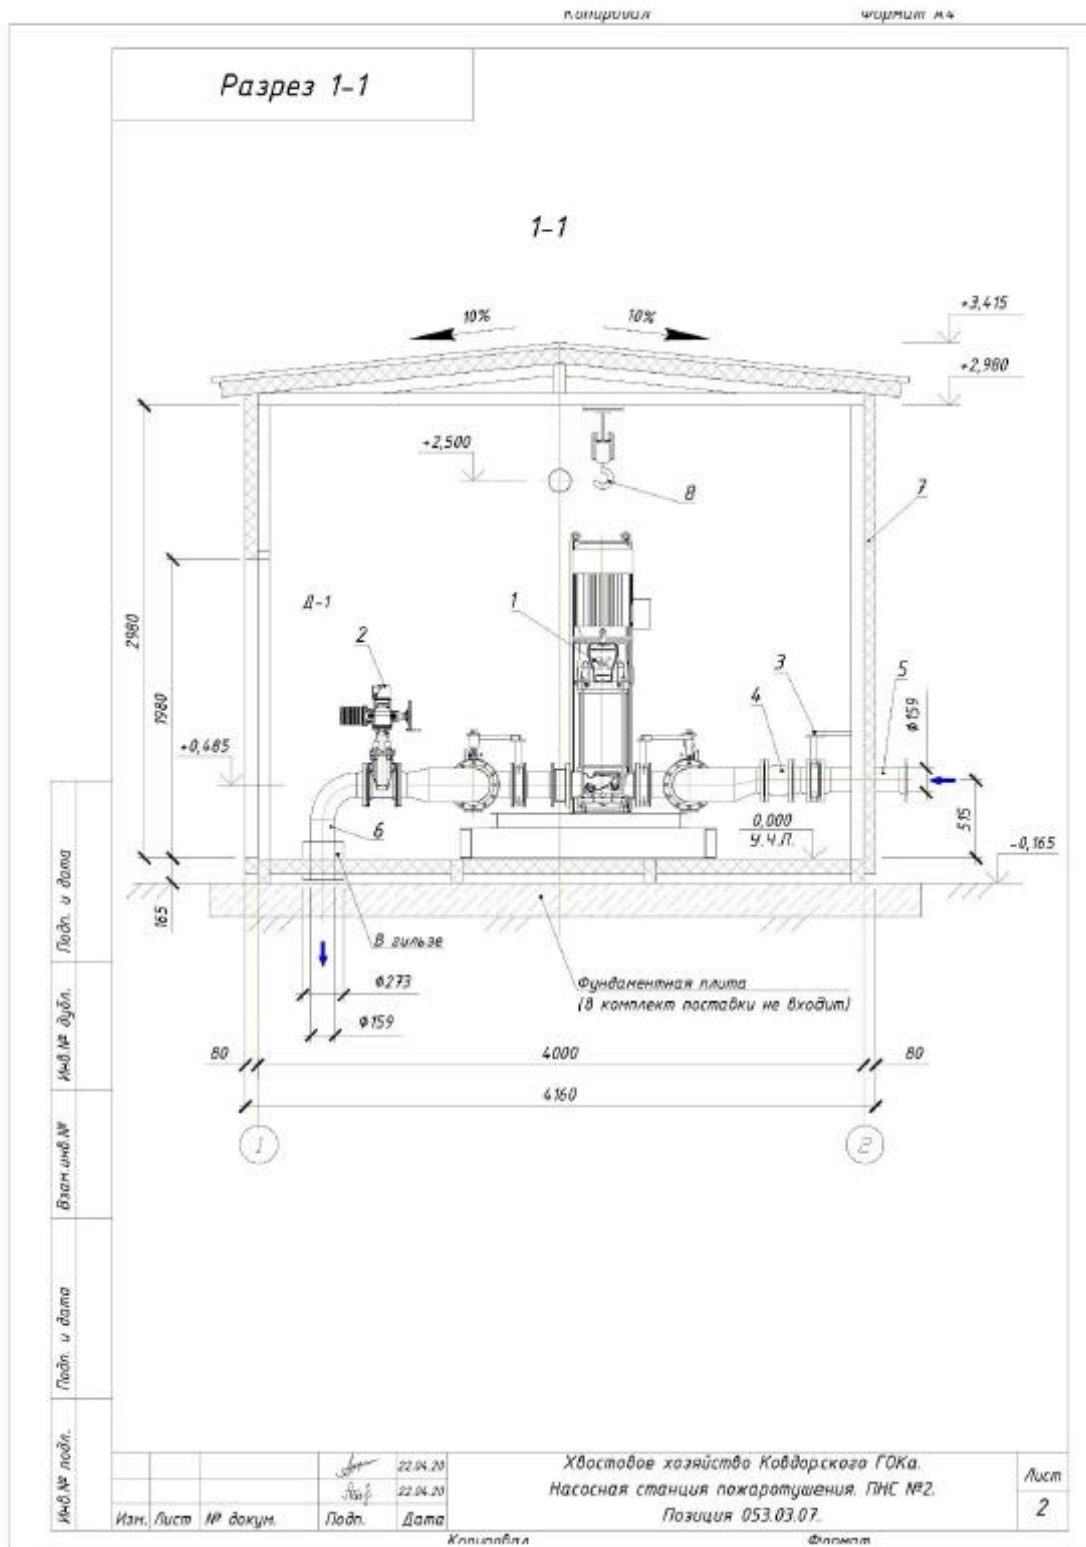 Копировал Формат А4
Разрез 1-1
1-1
+3,415
10% 10%
+2,980
+2,500
8
7
Д-1
1
2
3
4
5
2980
1980
Ф159
+0,485
6
0,000
У.Ч.П.
515
-0,165
165
В гильзе
Ф273
Фундаментная плита
(в комплект поставки не входит)
Ф159
80 4000 80
4160
1 2
Подп. и дата
Инв.№ дубл.
Взам.инв.№
Подп. и дата
Инв.№ подл.
22.04.20
22.04.20
Изм. Лист № докум. Подп. Дата
Хвостовое хозяйство Ковдорского ГОКа.
Насосная станция пожаротушения. ПНС №2.
Позиция 053.03.07.
Лист
2
Копировал Формат